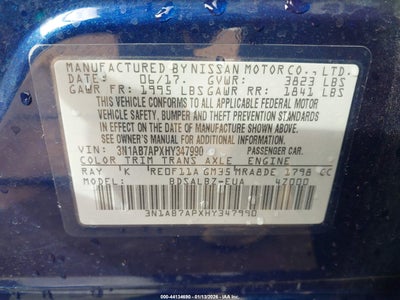 MANUFACTURED BY NISSAN MOTOR CO., LTD.
DATE: 06/17. GVWR: 3823 LBS
GAWR FR: 1995 LBS GAWR RR: 1841 LBS
THIS VEHICLE CONFORMS TO ALL APPLICABLE FEDERAL MOTOR
VEHICLE SAFETY, BUMPER, AND THEFT PREVENTION STANDARDS
IN EFFECT ON THE DATE OF MANUFACTURE SHOWN ABOVE.
SEE OWNER'S MANUAL FOR ADDITIONAL INFORMATION
VIN: 3N1AB7APXHY347990 PASSENGER CAR.
COLOR TRIM TRANS AXLE ENGINE
RAY 'K 'RE0F11A GM35'MRA8DE 1798 CC
MODEL: BDSALBZ-EUA 42000
3N1AB7APXHY347990
000-44134690 - 01/13/2026 -